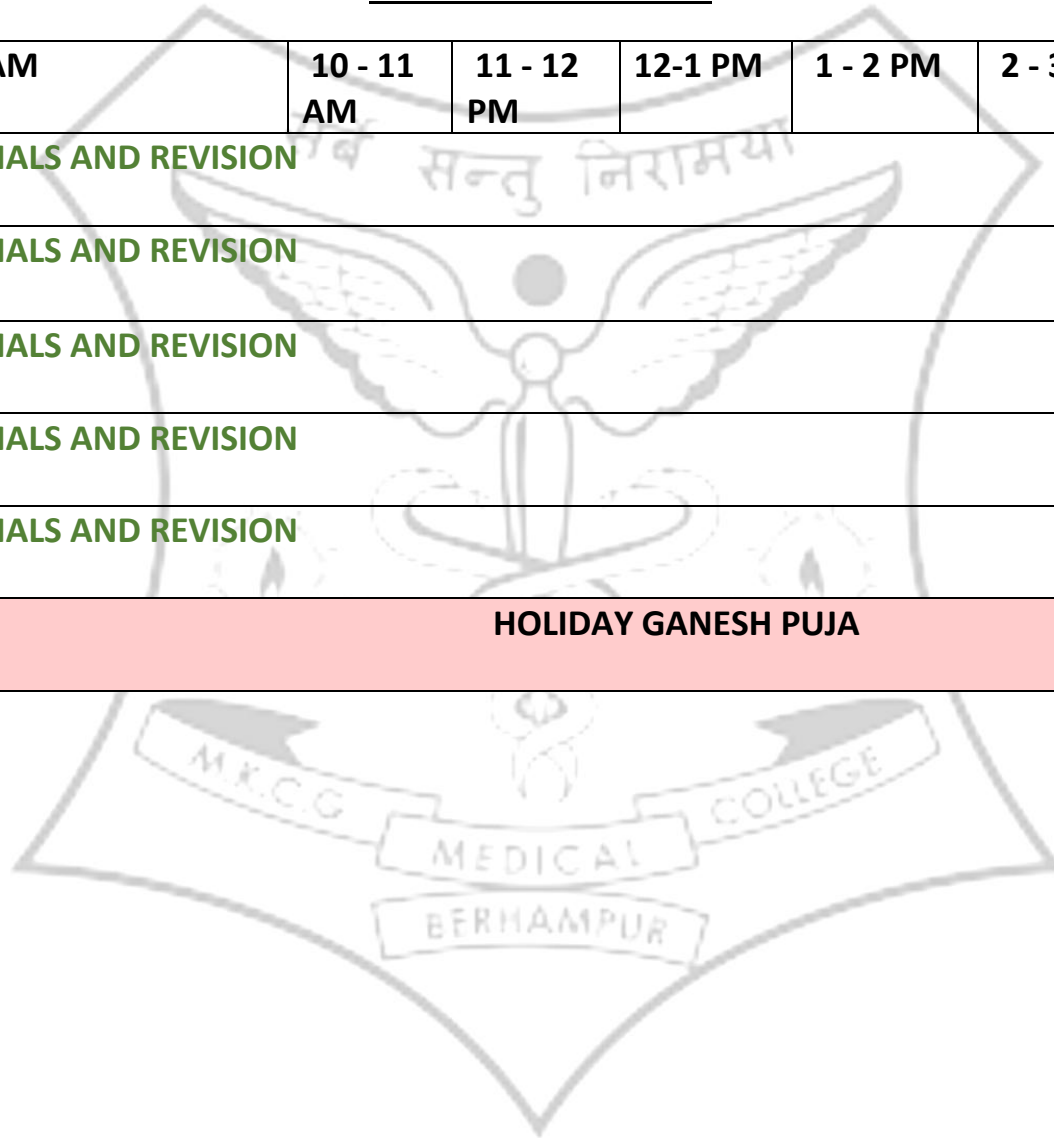 AM 10 - 11 AM 11 - 12 PM 12-1 PM 1 - 2 PM 2 - 3
सर्वे सन्तु निरामया
IALS AND REVISION
IALS AND REVISION
IALS AND REVISION
IALS AND REVISION
IALS AND REVISION
HOLIDAY GANESH PUJA
M.K.C.G MEDICAL COLLEGE
BERHAMPUR